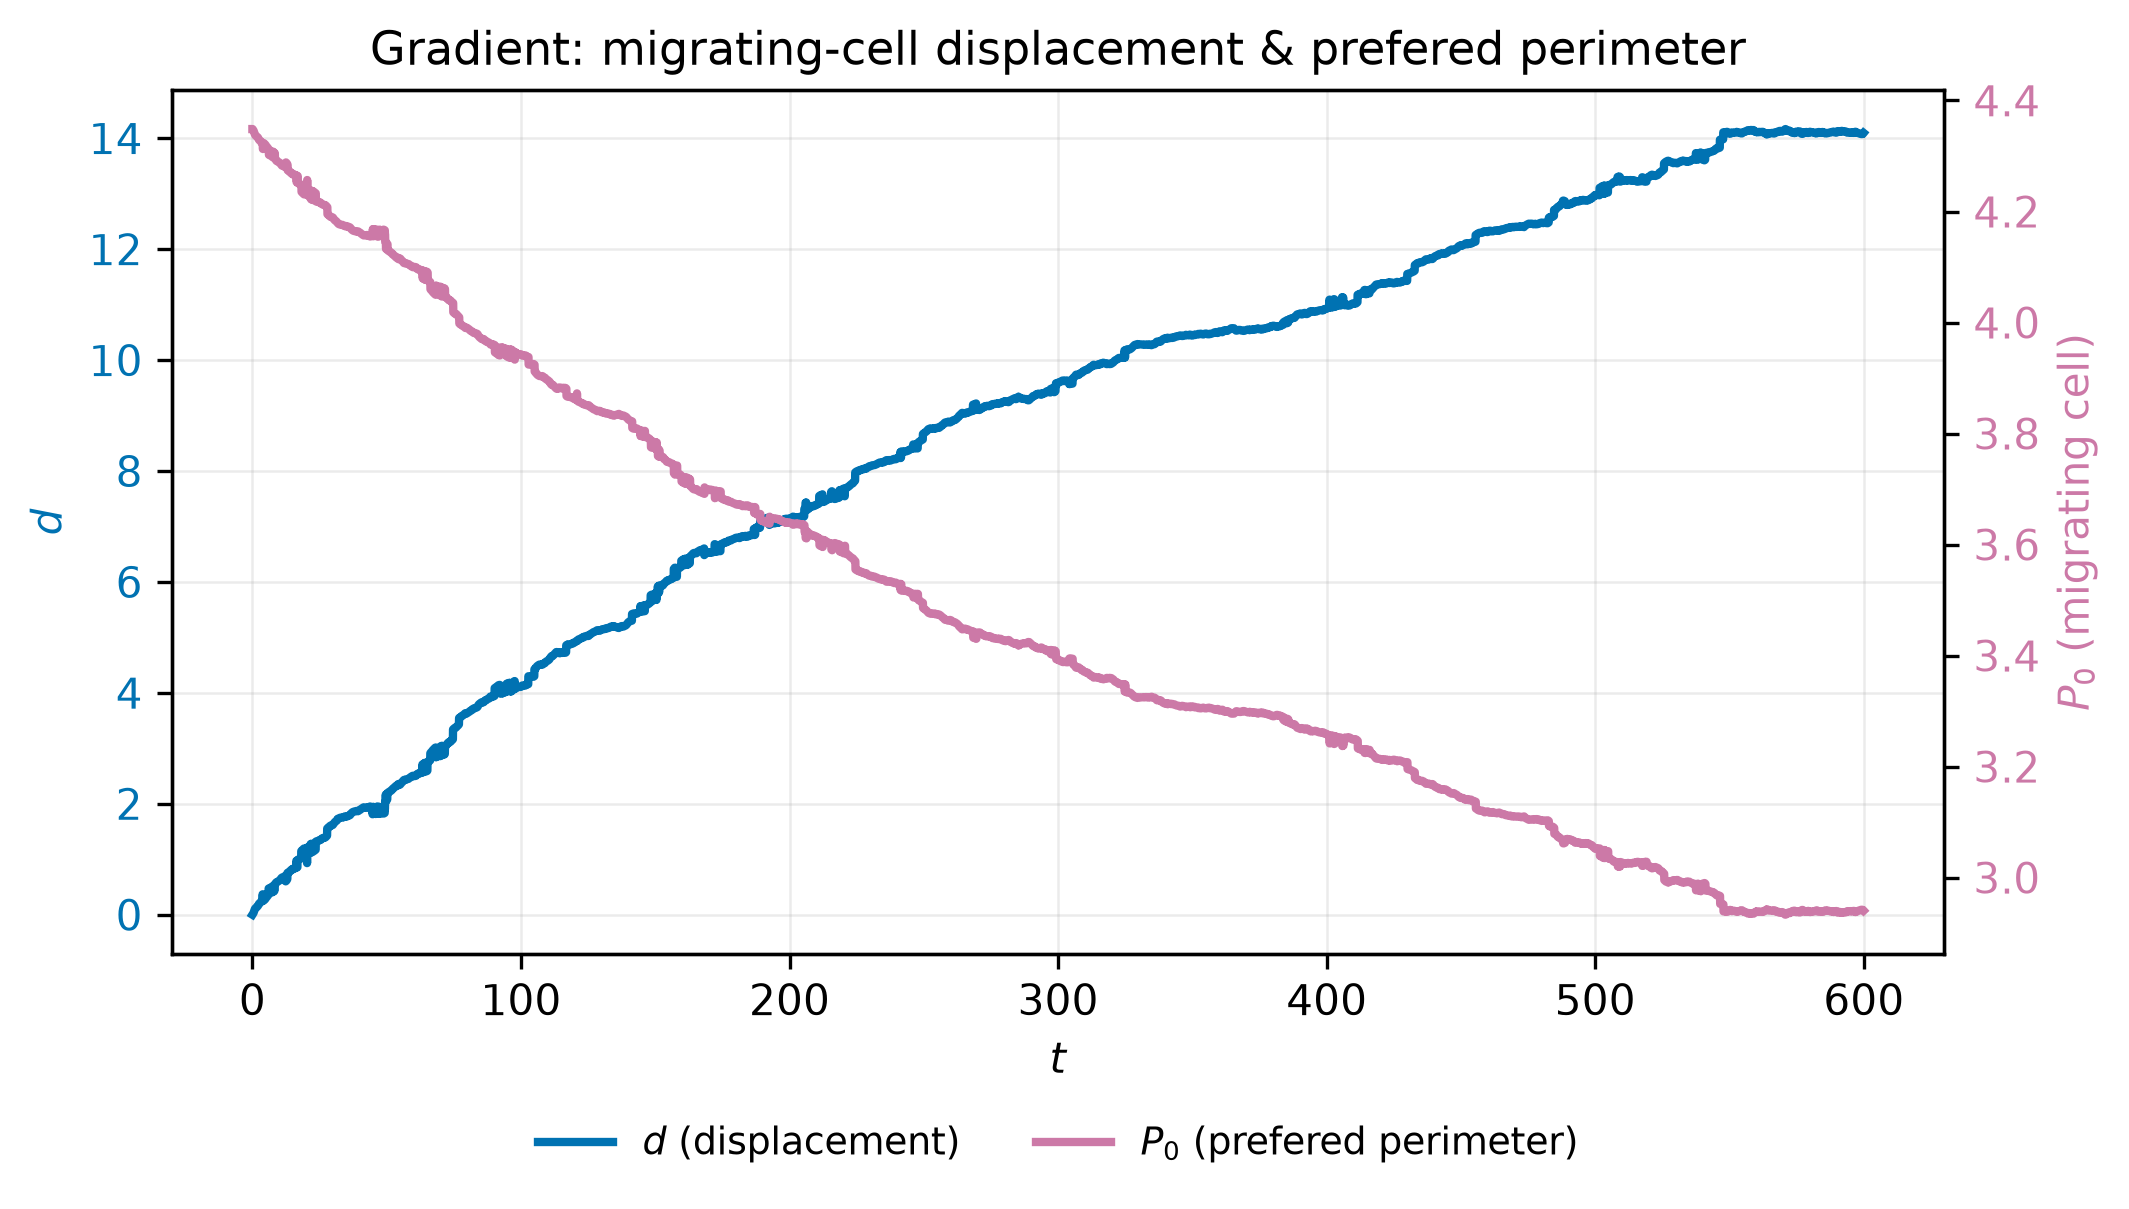 Gradient: migrating-cell displacement & prefered perimeter
14
12
10
8
6
4
2
0
d
4.4
4.2
4.0
3.8
3.6
3.4
3.2
3.0
P₀ (migrating cell)
0 100 200 300 400 500 600
t
d (displacement) P₀ (prefered perimeter)